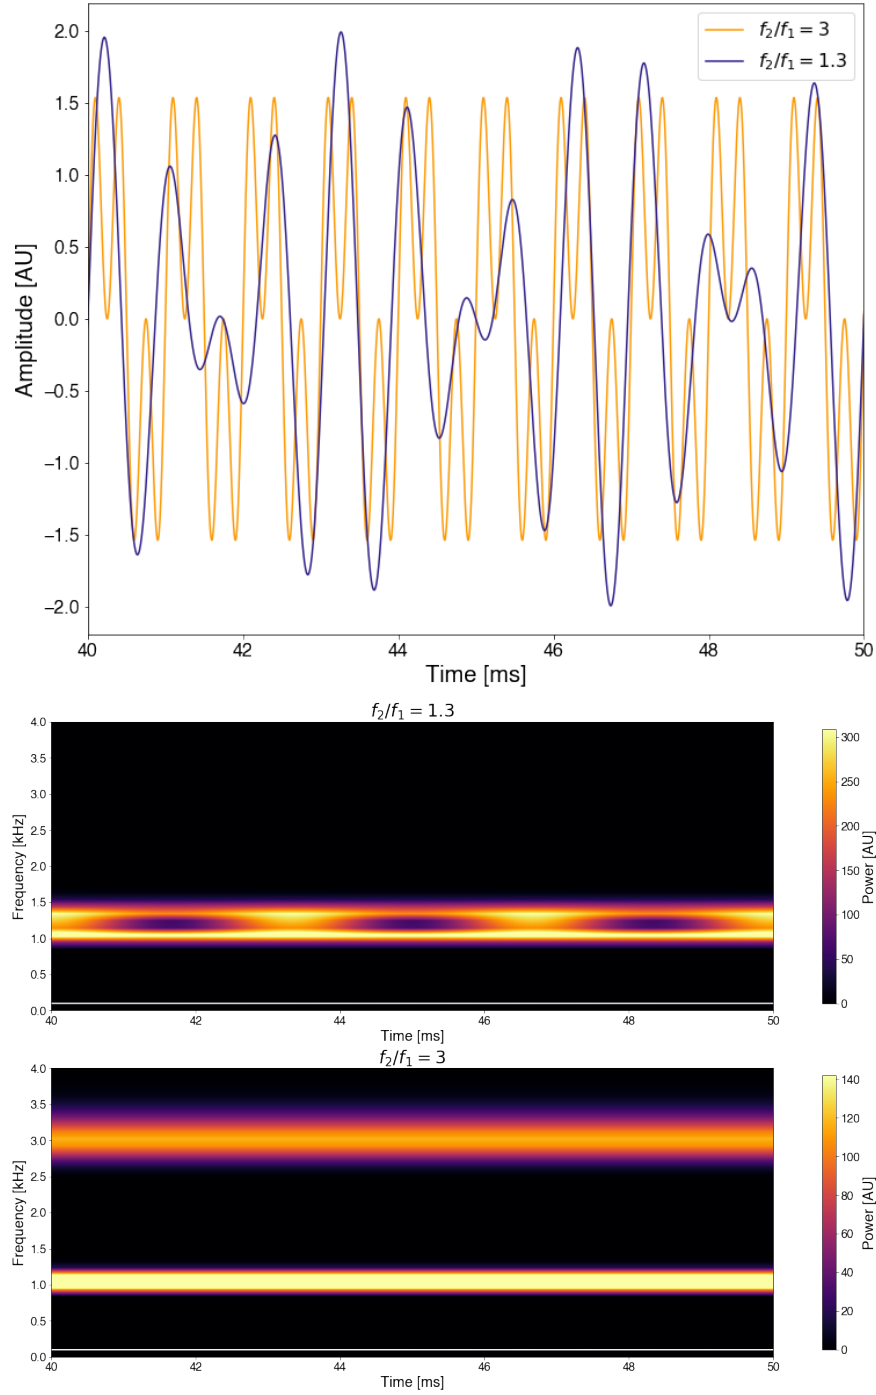 f₂/f₁ = 3
f₂/f₁ = 1.3
2.0
1.5
1.0
0.5
0.0
−0.5
−1.0
−1.5
−2.0
Amplitude [AU]
40 42 44 46 48 50
Time [ms]
f₂/f₁ = 1.3
4.0
3.5
3.0
2.5
2.0
1.5
1.0
0.5
0.0
Frequency [kHz]
40 42 44 46 48 50
Time [ms]
300
250
200
150
100
50
0
Power [AU]
f₂/f₁ = 3
4.0
3.5
3.0
2.5
2.0
1.5
1.0
0.5
0.0
Frequency [kHz]
40 42 44 46 48 50
Time [ms]
140
120
100
80
60
40
20
0
Power [AU]